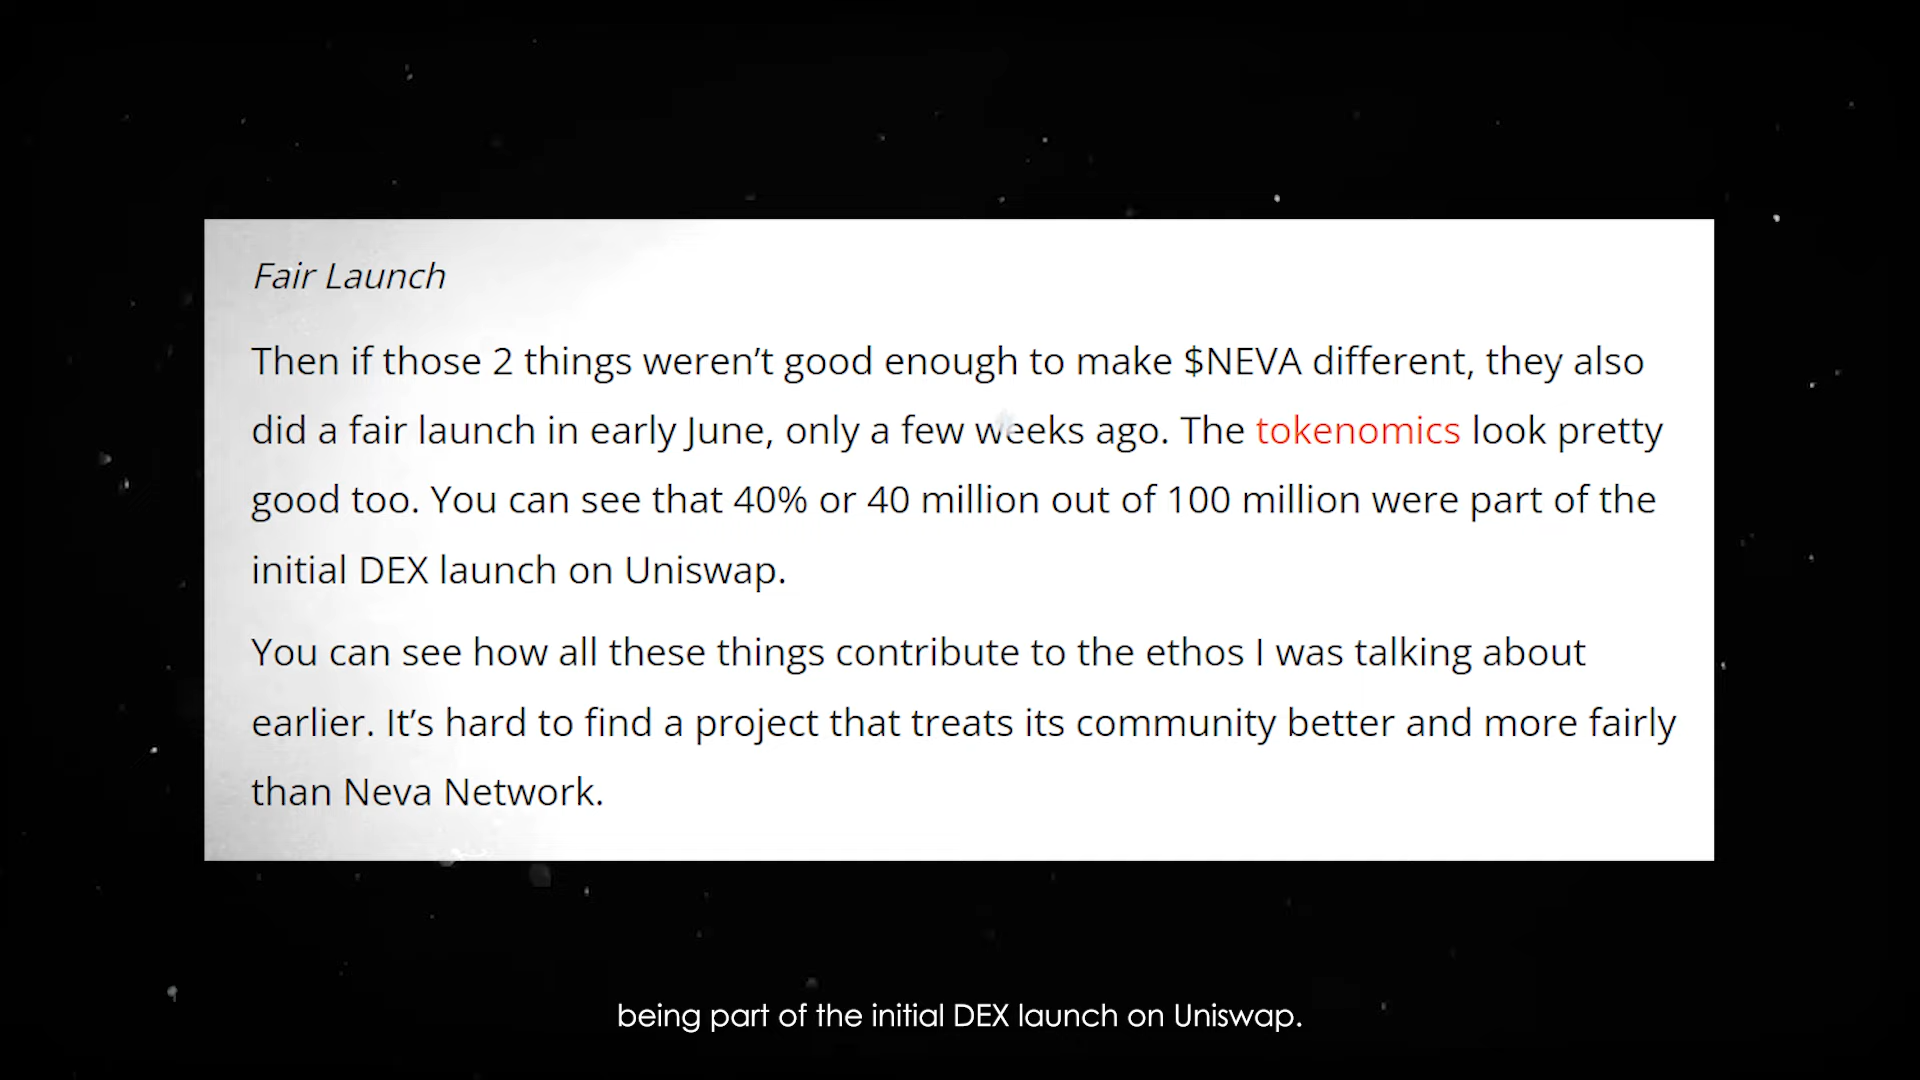 Fair Launch
Then if those 2 things weren’t good enough to make $NEVA different, they also
did a fair launch in early June, only a few weeks ago. The tokenomics look pretty
good too. You can see that 40% or 40 million out of 100 million were part of the
initial DEX launch on Uniswap.
You can see how all these things contribute to the ethos I was talking about
earlier. It’s hard to find a project that treats its community better and more fairly
than Neva Network.
being part of the initial DEX launch on Uniswap.